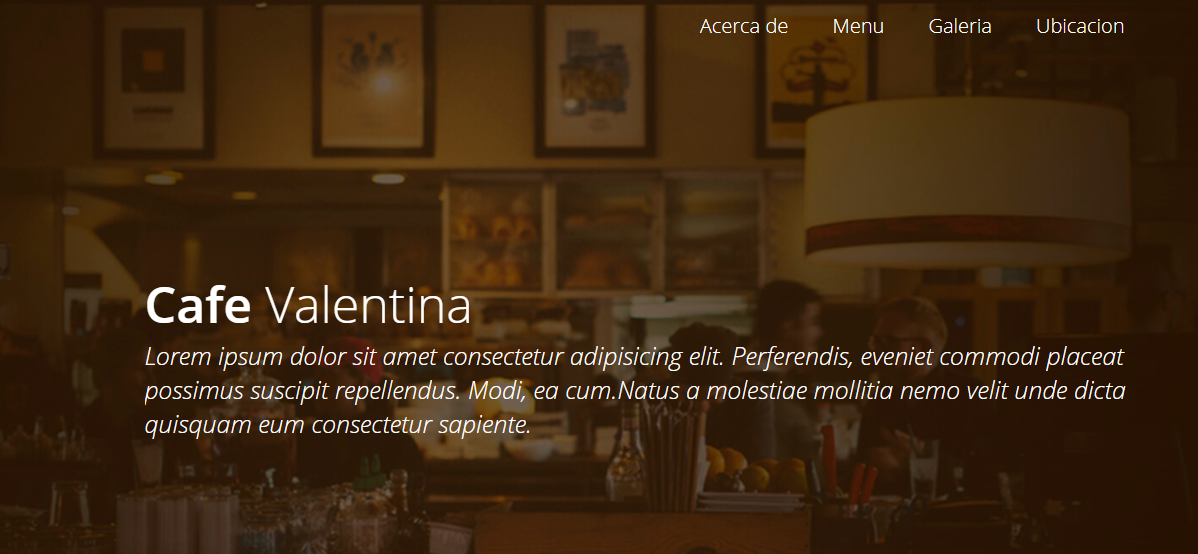 Acerca de Menu Galeria Ubicacion
Cafe Valentina
Lorem ipsum dolor sit amet consectetur adipisicing elit. Perferendis, eveniet commodi placeat
possimus suscipit repellendus. Modi, ea cum.Natus a molestiae mollitia nemo velit unde dicta
quisquam eum consectetur sapiente.